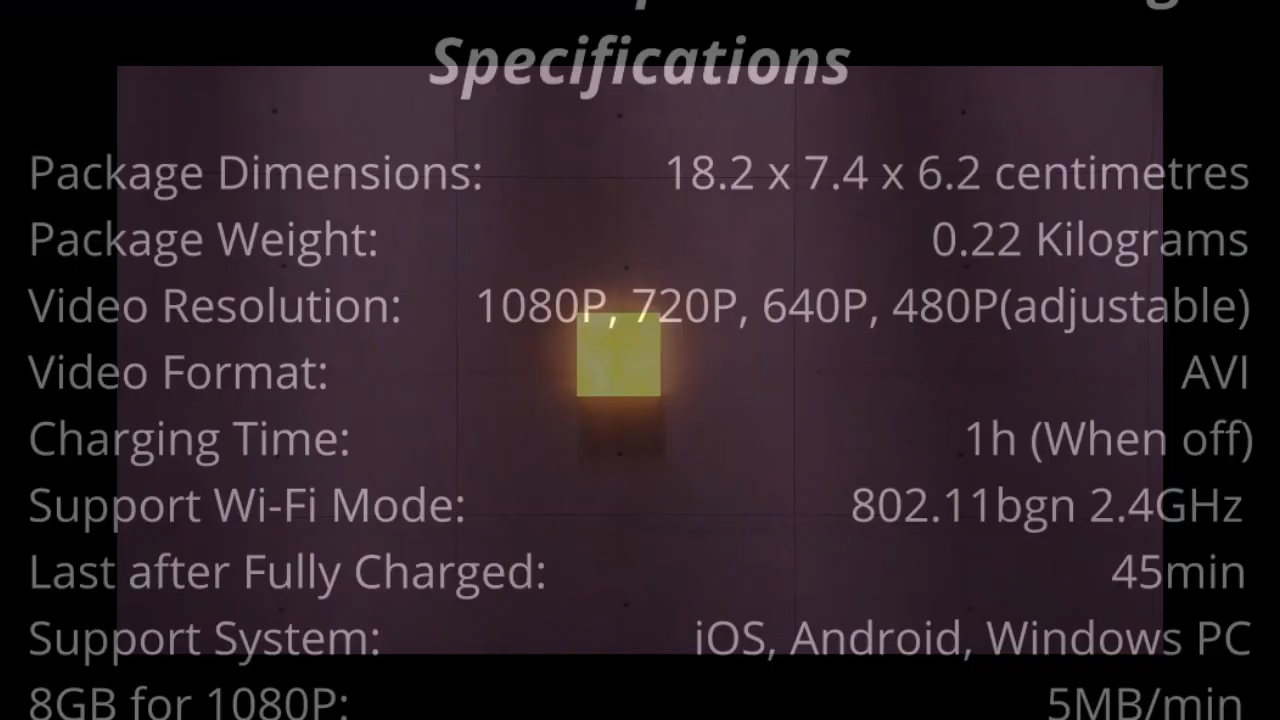 Specifications
Package Dimensions: 18.2 x 7.4 x 6.2 centimetres
Package Weight: 0.22 Kilograms
Video Resolution: 1080P, 720P, 640P, 480P(adjustable)
Video Format: AVI
Charging Time: 1h (When off)
Support Wi-Fi Mode: 802.11bgn 2.4GHz
Last after Fully Charged: 45min
Support System: iOS, Android, Windows PC
8GB for 1080P: 5MB/min